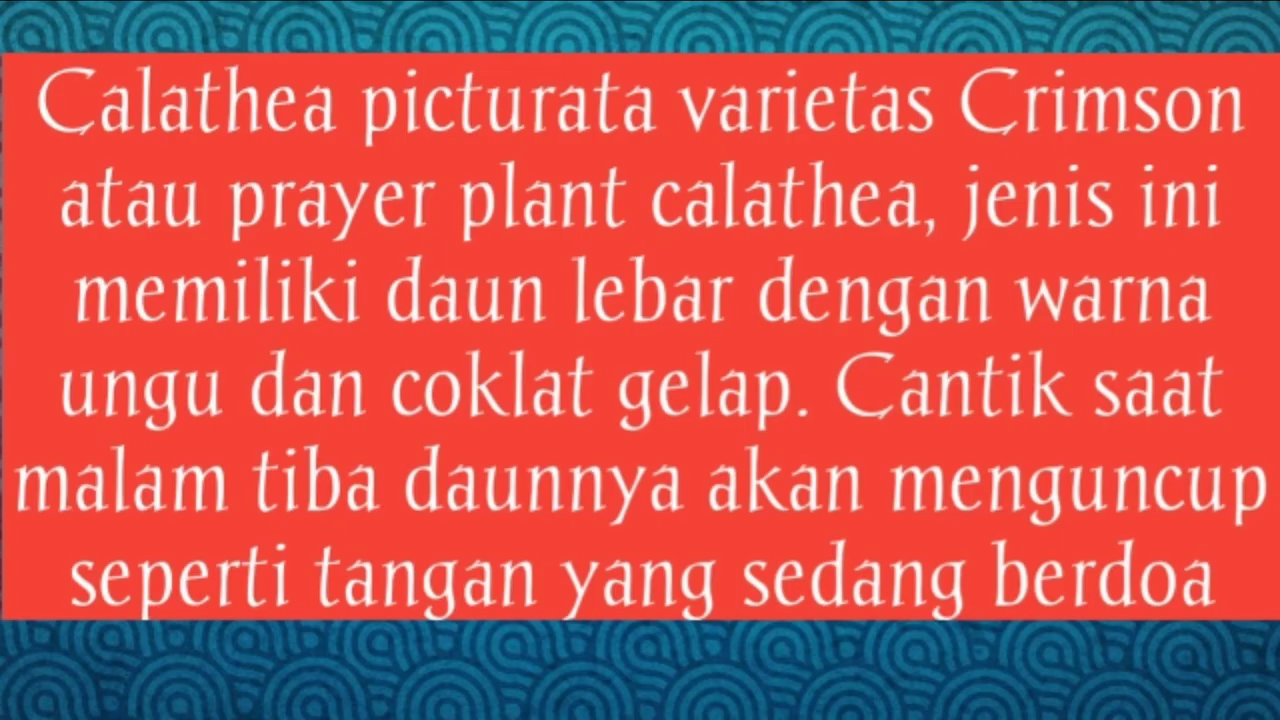 Calathea picturata varietas Crimson
atau prayer plant calathea, jenis ini
memiliki daun lebar dengan warna
ungu dan coklat gelap. Cantik saat
malam tiba daunnya akan menguncup
seperti tangan yang sedang berdoa